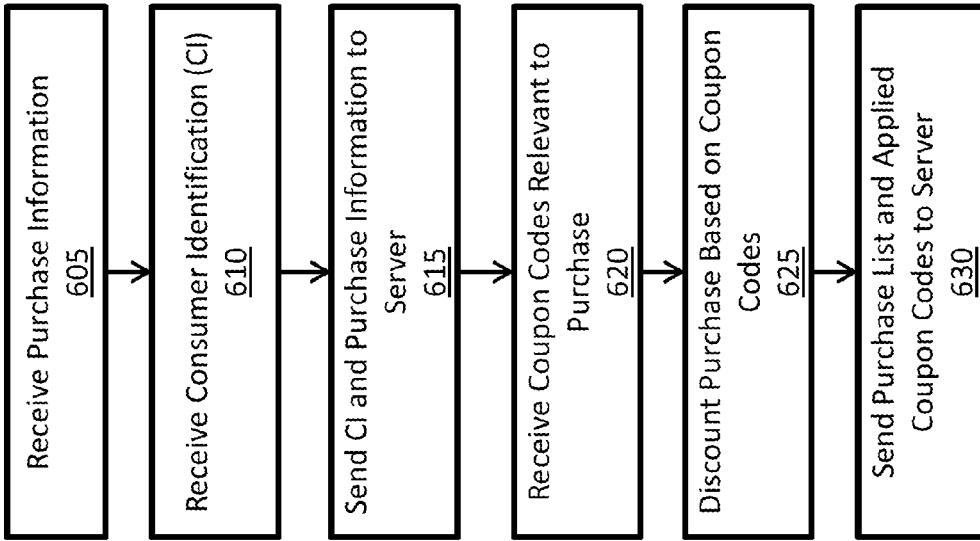 Receive Purchase Information
605
Receive Consumer Identification (CI)
610
Send CI and Purchase Information to
Server
615
Receive Coupon Codes Relevant to
Purchase
620
Discount Purchase Based on Coupon
Codes
625
Send Purchase List and Applied
Coupon Codes to Server
630